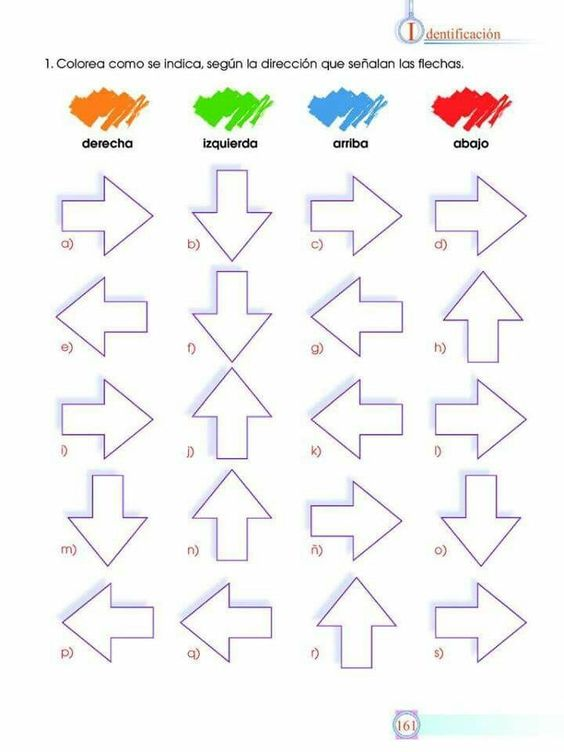 Identificación
1. Colorea como se indica, según la dirección que señalan las flechas.
derecha izquierda arriba abajo
a) b) c) d)
e) f) g) h)
i) j) k) l)
m) n) ñ) o)
p) q) r) s)
161